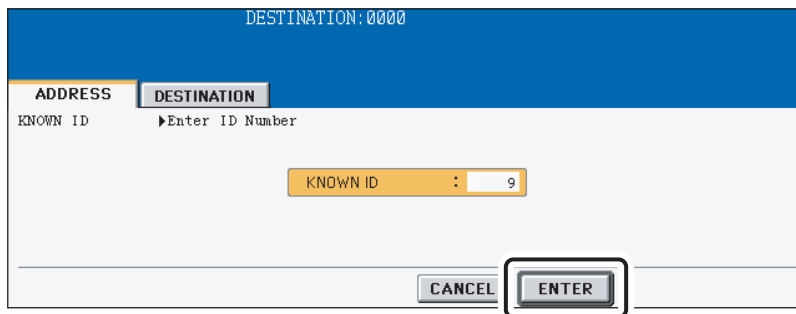 DESTINATION:0000
ADDRESS DESTINATION
KNOWN ID ▶Enter ID Number
KNOWN ID : 9
CANCEL ENTER